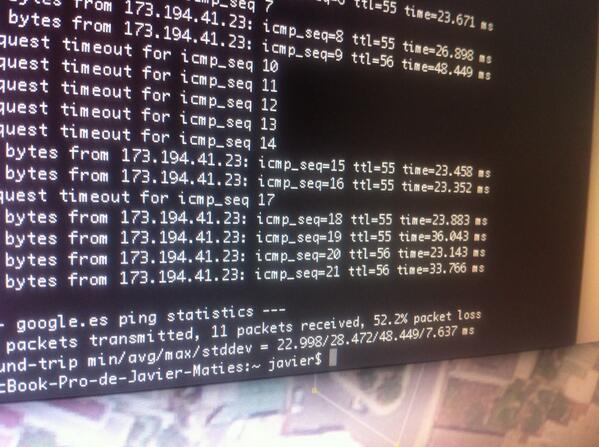 icmp_seq 7
bytes from 173.194.41.23: ttl=55 time=23.671 ms
bytes from 173.194.41.23: icmp_seq=8 ttl=55 time=26.898 ms
bytes from 173.194.41.23: icmp_seq=9 ttl=56 time=48.449 ms
quest timeout for icmp_seq 10
quest timeout for icmp_seq 11
quest timeout for icmp_seq 12
quest timeout for icmp_seq 13
quest timeout for icmp_seq 14
bytes from 173.194.41.23: icmp_seq=15 ttl=55 time=23.458 ms
bytes from 173.194.41.23: icmp_seq=16 ttl=55 time=23.352 ms
quest timeout for icmp_seq 17
bytes from 173.194.41.23: icmp_seq=18 ttl=55 time=23.883 ms
bytes from 173.194.41.23: icmp_seq=19 ttl=55 time=36.043 ms
bytes from 173.194.41.23: icmp_seq=20 ttl=56 time=23.143 ms
bytes from 173.194.41.23: icmp_seq=21 ttl=56 time=33.766 ms
- google.es ping statistics ---
packets transmitted, 11 packets received, 52.2% packet loss
und-trip min/avg/max/stddev = 22.998/28.472/48.449/7.637 ms
cBook-Pro-de-Javier-Maties:~ javier$